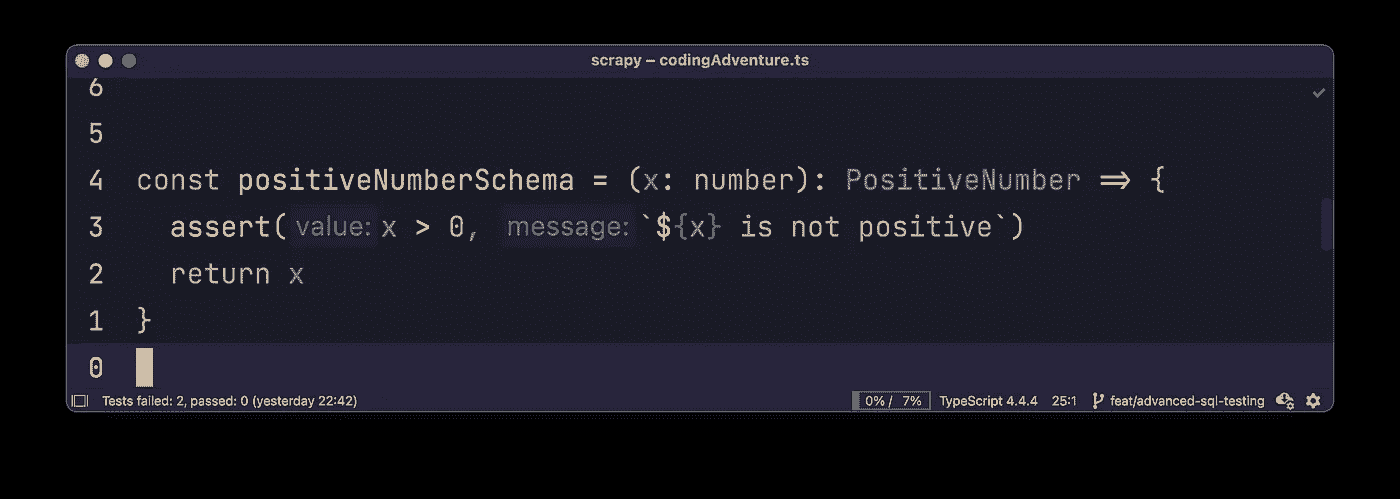 scrapy – codingAdventure.ts
6
5
4 const positiveNumberSchema = (x: number): PositiveNumber => {
3 assert( value: x > 0, message: `${x} is not positive`)
2 return x
1 }
0
Tests failed: 2, passed: 0 (yesterday 22:42) 0% / 7% TypeScript 4.4.4 25:1 feat/advanced-sql-testing